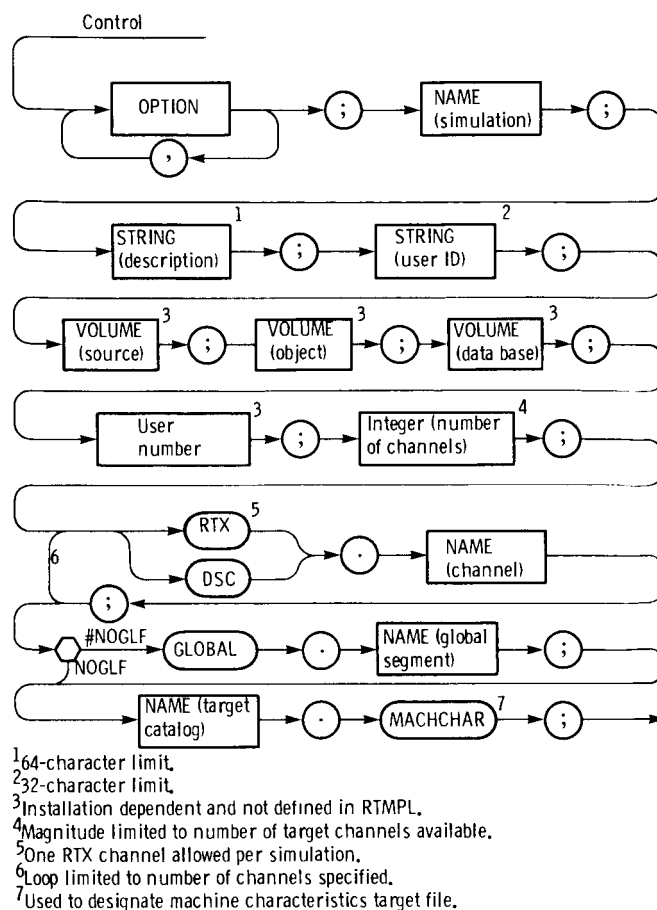 Control
OPTION
,
;
NAME
(simulation)
;
STRING
(description)
1
;
STRING
(user ID)
2
;
VOLUME
(source)
3
;
VOLUME
(object)
3
;
VOLUME
(data base)
3
;
User
number
3
;
Integer (number
of channels)
4
;
RTX
5
DSC
.
NAME
(channel)
6
;
#NOGLF
NOGLF
GLOBAL
.
NAME (global
segment)
;
NAME (target
catalog)
.
MACHCHAR
7
;
1 64-character limit.
2 32-character limit.
3 Installation dependent and not defined in RTMPL.
4 Magnitude limited to number of target channels available.
5 One RTX channel allowed per simulation.
6 Loop limited to number of channels specified.
7 Used to designate machine characteristics target file.